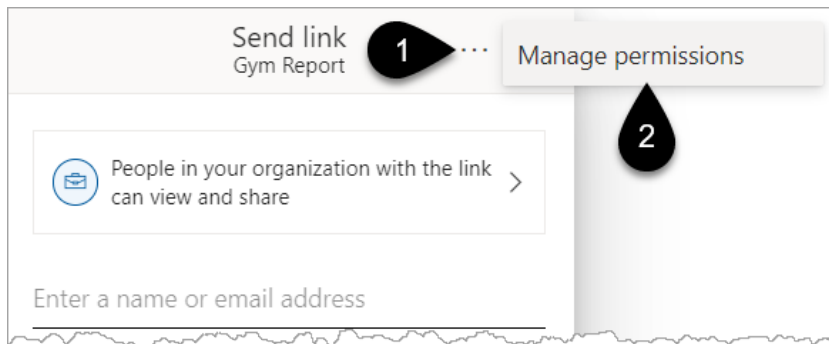 Send link
Gym Report
1
...
Manage permissions
2
People in your organization with the link
can view and share
Enter a name or email address